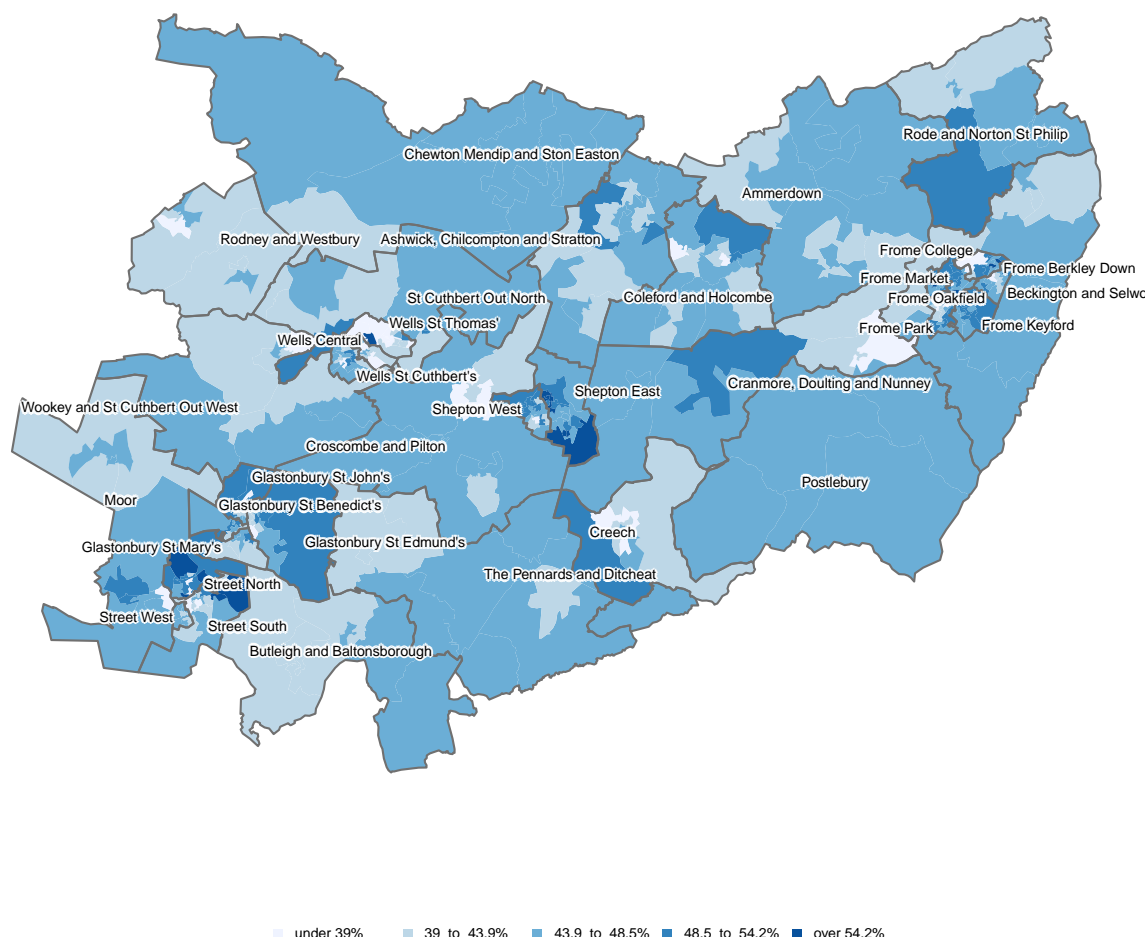 Rode and Norton St Philip
Chewton Mendip and Ston Easton
Ammerdown
Rodney and Westbury
Ashwick, Chilcompton and Stratton
Frome College
Frome Berkley Down
Frome Market
Beckington and Selwo
St Cuthbert Out North
Coleford and Holcombe
Frome Oakfield
Wells St Thomas'
Frome Keyford
Frome Park
Wells Central
Wells St Cuthbert's
Cranmore, Doulting and Nunney
Shepton East
Wookey and St Cuthbert Out West
Shepton West
Croscombe and Pilton
Glastonbury St John's
Postlebury
Moor
Glastonbury St Benedict's
Creech
Glastonbury St Edmund's
Glastonbury St Mary's
The Pennards and Ditcheat
Street North
Street West
Street South
Butleigh and Baltonsborough
under 39% 39 to 43.9% 43.9 to 48.5% 48.5 to 54.2% over 54.2%